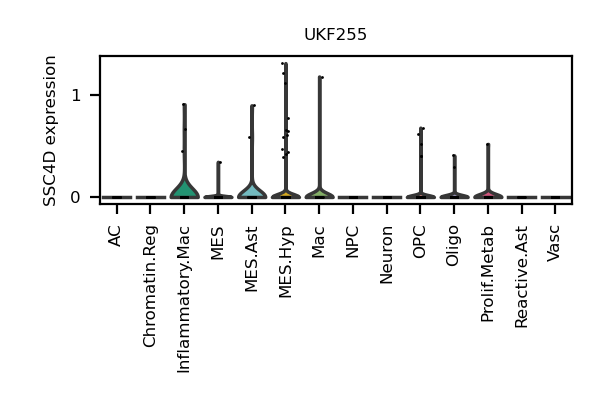 UKF255
SSC4D expression
1
0
AC
Chromatin.Reg
Inflammatory.Mac
MES
MES.Ast
MES.Hyp
Mac
NPC
Neuron
OPC
Oligo
Prolif.Metab
Reactive.Ast
Vasc